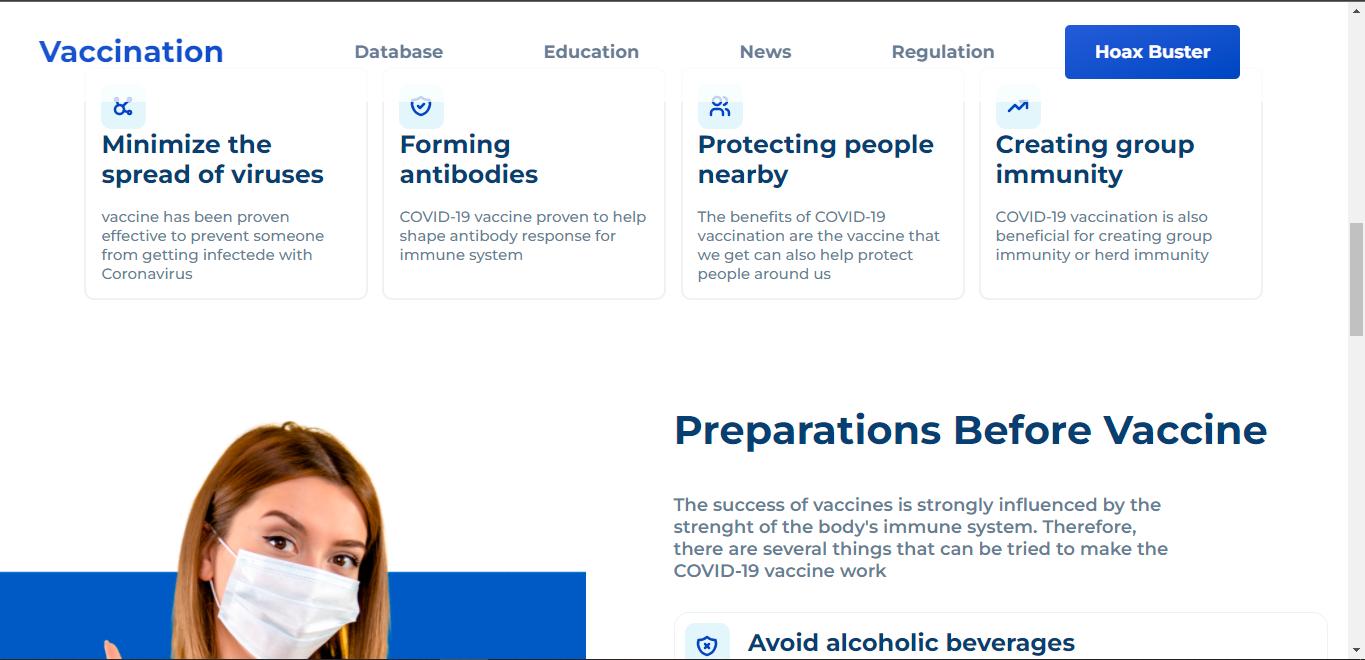 Vaccination
Database
Education
News
Regulation
Hoax Buster
Minimize the
spread of viruses
vaccine has been proven
effective to prevent someone
from getting infectede with
Coronavirus
Forming
antibodies
COVID-19 vaccine proven to help
shape antibody response for
immune system
Protecting people
nearby
The benefits of COVID-19
vaccination are the vaccine that
we get can also help protect
people around us
Creating group
immunity
COVID-19 vaccination is also
beneficial for creating group
immunity or herd immunity
Preparations Before Vaccine
The success of vaccines is strongly influenced by the
strenght of the body's immune system. Therefore,
there are several things that can be tried to make the
COVID-19 vaccine work
Avoid alcoholic beverages